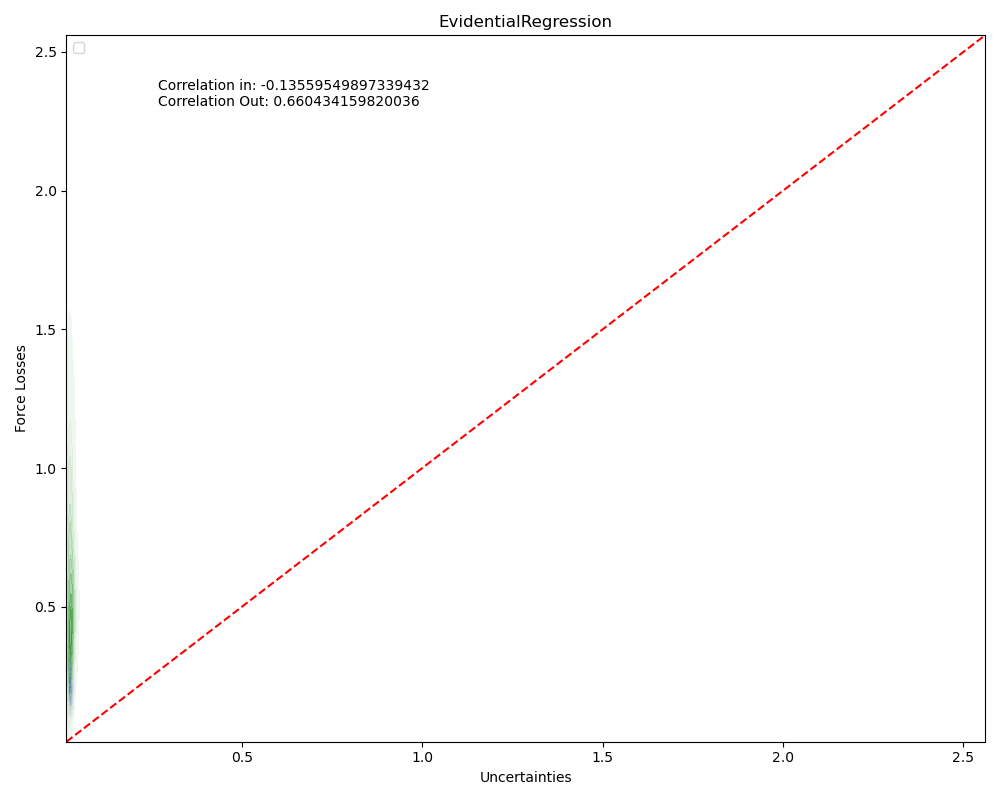 EvidentialRegression
Correlation in: -0.13559549897339432
Correlation Out: 0.660434159820036
2.5
2.0
1.5
1.0
0.5
Force Losses
0.5
1.0
1.5
2.0
2.5
Uncertainties